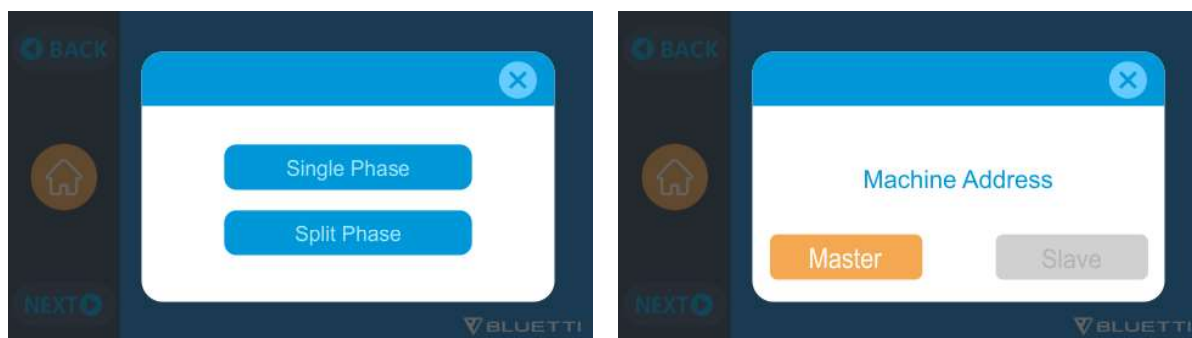 BACK
Single Phase
Split Phase
NEXT
BLUETTI
BACK
Machine Address
Master
Slave
NEXT
BLUETTI